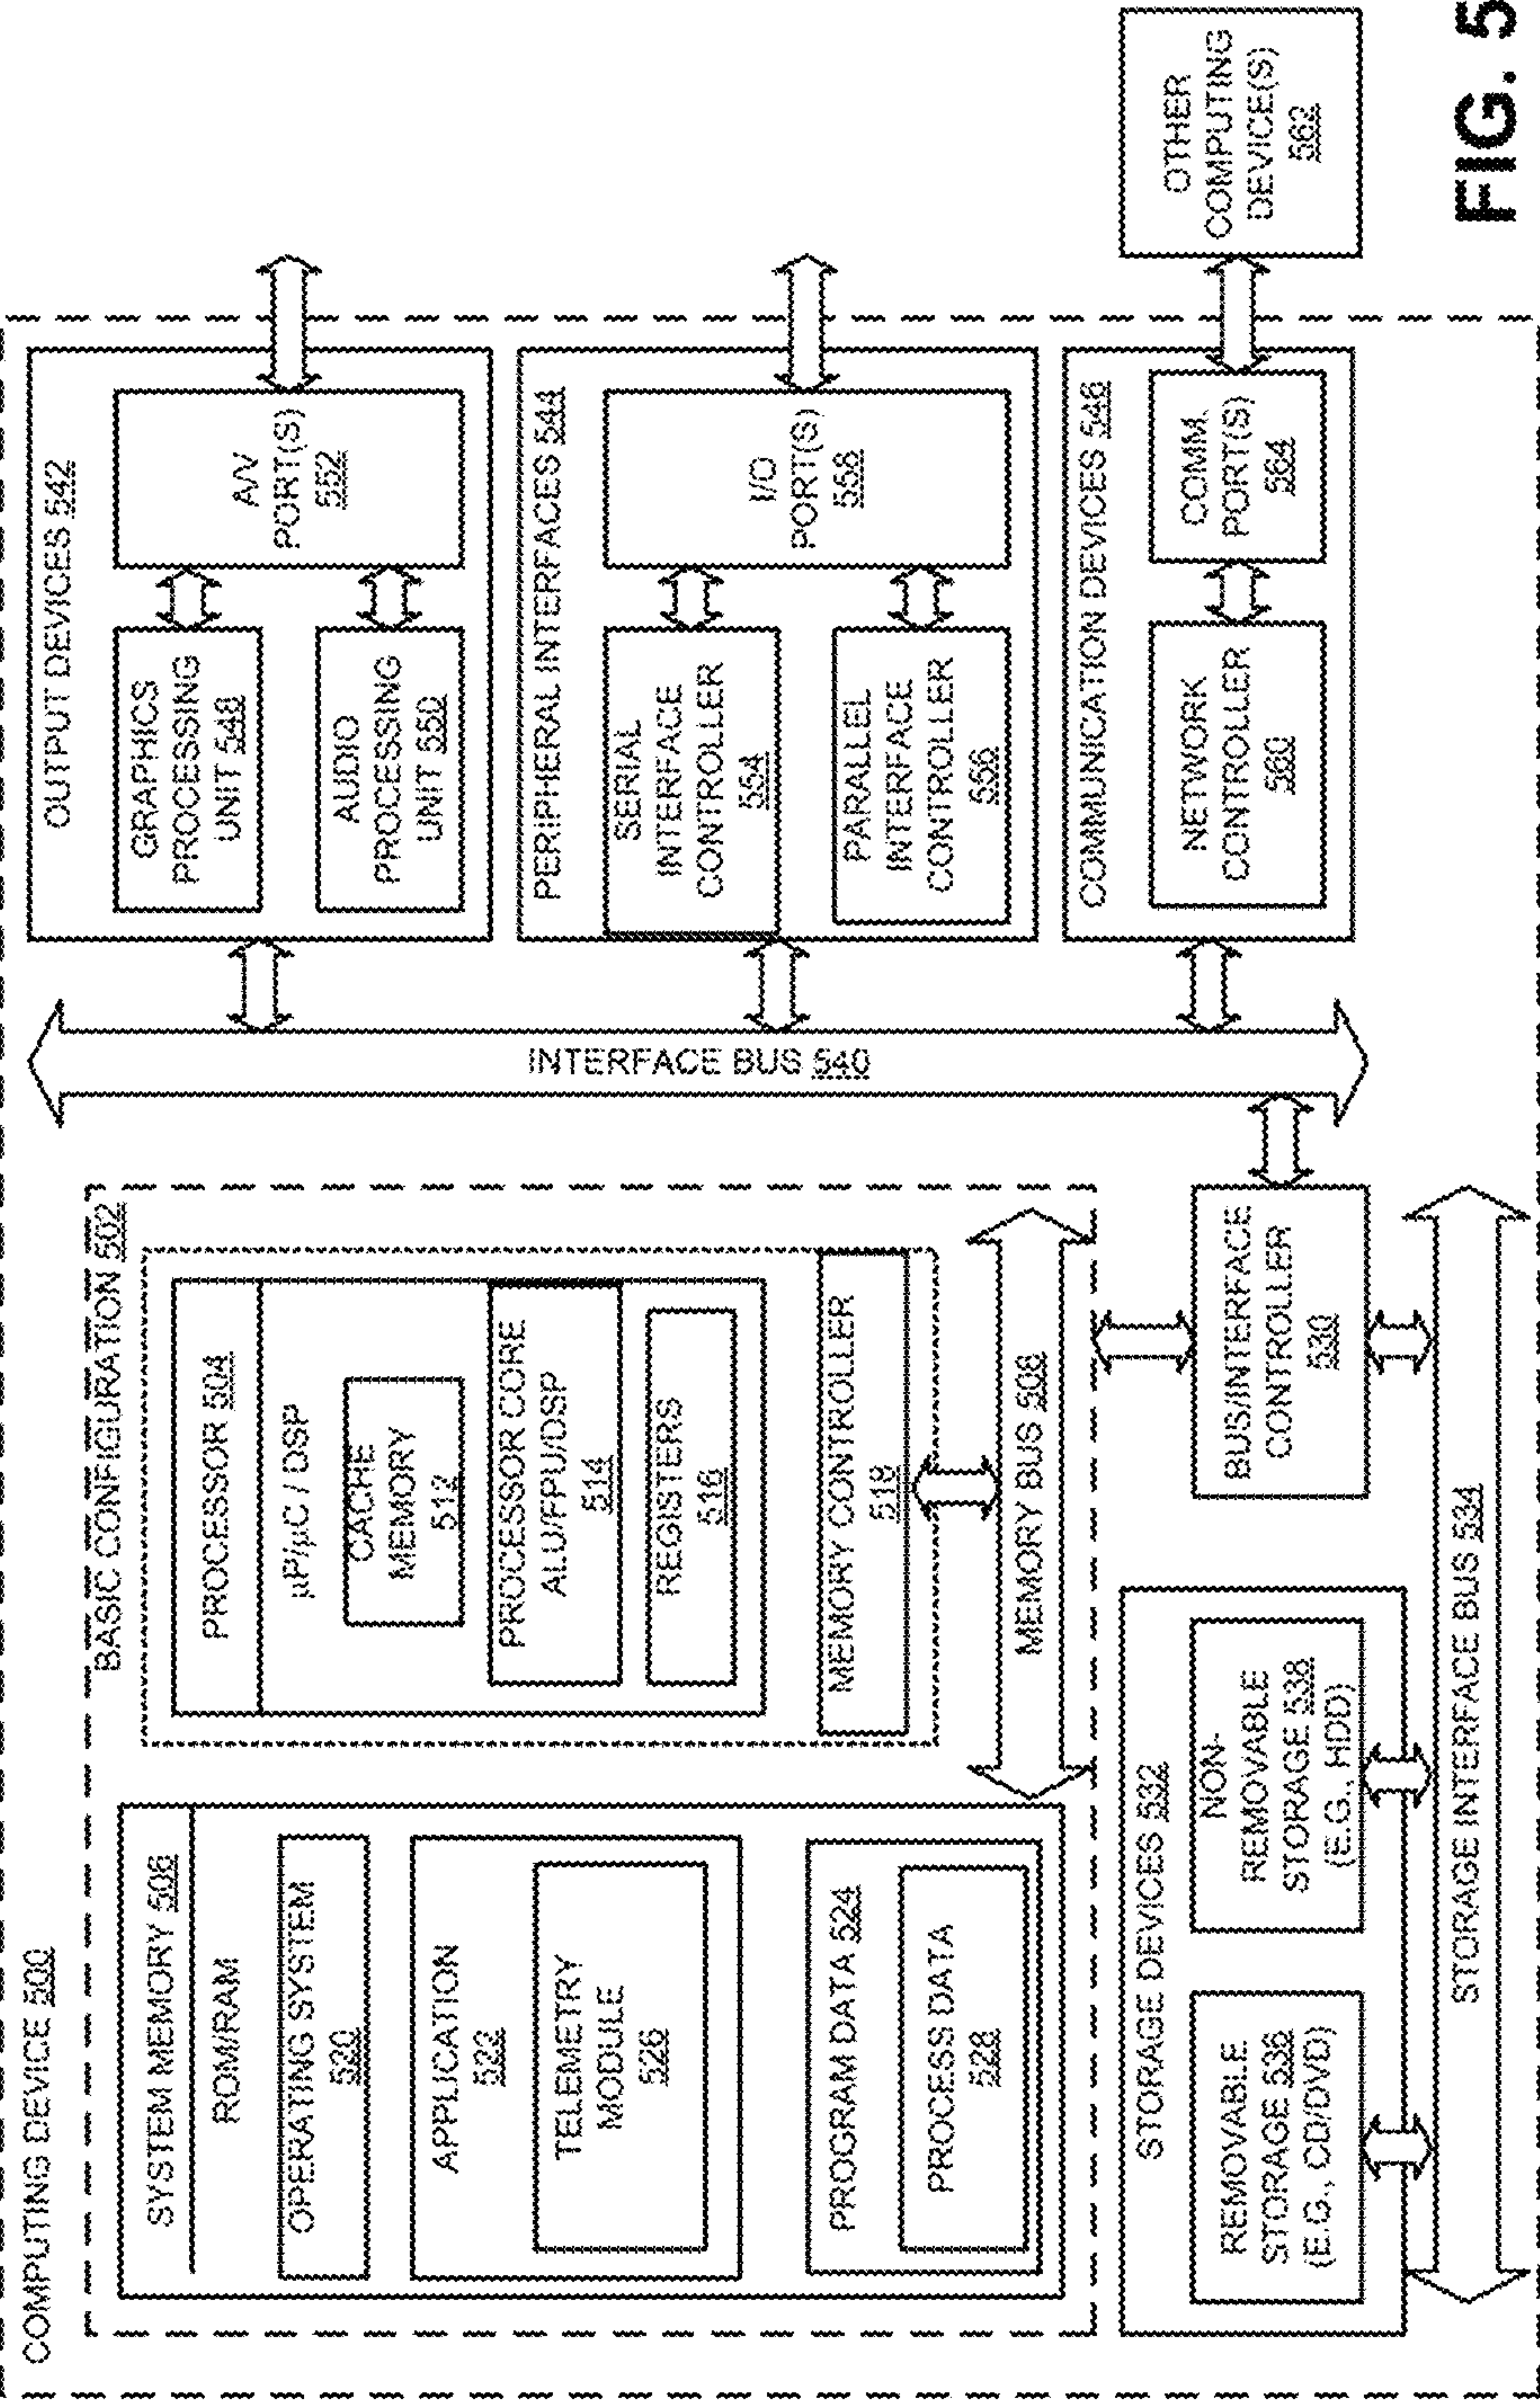 COMPUTING DEVICE 500
BASIC CONFIGURATION 502
SYSTEM MEMORY 506
ROM/RAM
OPERATING SYSTEM
520
APPLICATION
522
TELEMETRY
MODULE
526
PROGRAM DATA 524
PROCESS DATA
528
PROCESSOR 504
µP/µC / DSP
CACHE
MEMORY
512
PROCESSOR CORE
ALU/FPU/DSP
514
REGISTERS
516
MEMORY CONTROLLER
518
MEMORY BUS 508
STORAGE DEVICES 532
REMOVABLE
STORAGE 536
(E.G., CD/DVD)
NON-
REMOVABLE
STORAGE 538
(E.G., HDD)
BUS/INTERFACE
CONTROLLER
530
STORAGE INTERFACE BUS 534
INTERFACE BUS 540
OUTPUT DEVICES 542
GRAPHICS
PROCESSING
UNIT 548
AUDIO
PROCESSING
UNIT 550
A/V
PORT(S)
552
PERIPHERAL INTERFACES 544
SERIAL
INTERFACE
CONTROLLER
554
PARALLEL
INTERFACE
CONTROLLER
556
I/O
PORT(S)
558
COMMUNICATION DEVICES 546
NETWORK
CONTROLLER
560
COMM.
PORT(S)
564
OTHER
COMPUTING
DEVICE(S)
562
FIG. 5